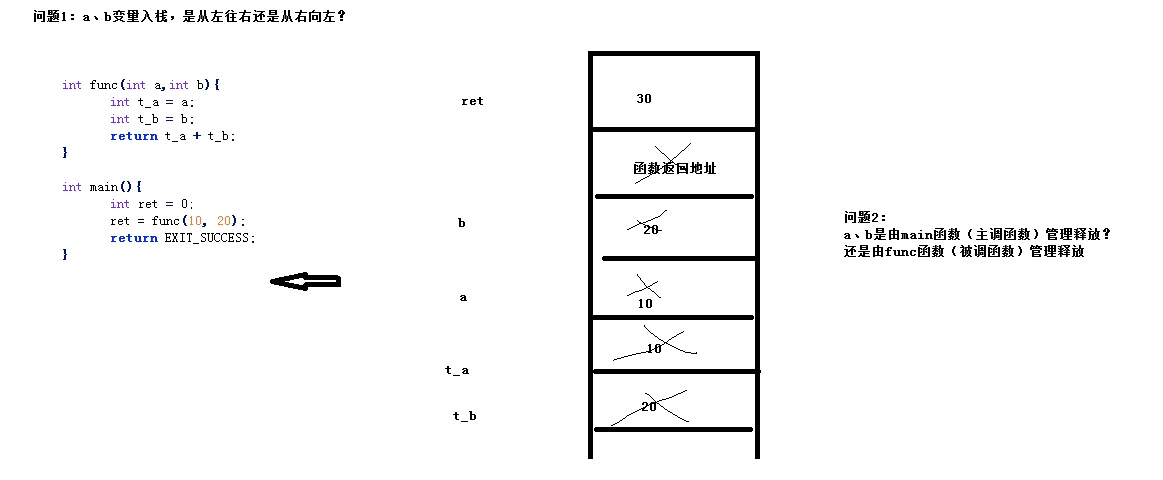 问题1：a、b变量入栈，是从左往右还是从右向左？
int func(int a,int b){
int t_a = a;
int t_b = b;
return t_a + t_b;
}
int main(){
int ret = 0;
ret = func(10, 20);
return EXIT_SUCCESS;
}
ret
30
函数返回地址
b
20
a
10
10
t_a
20
t_b
问题2：
a、b是由main函数（主调函数）管理释放？
还是由func函数（被调函数）管理释放